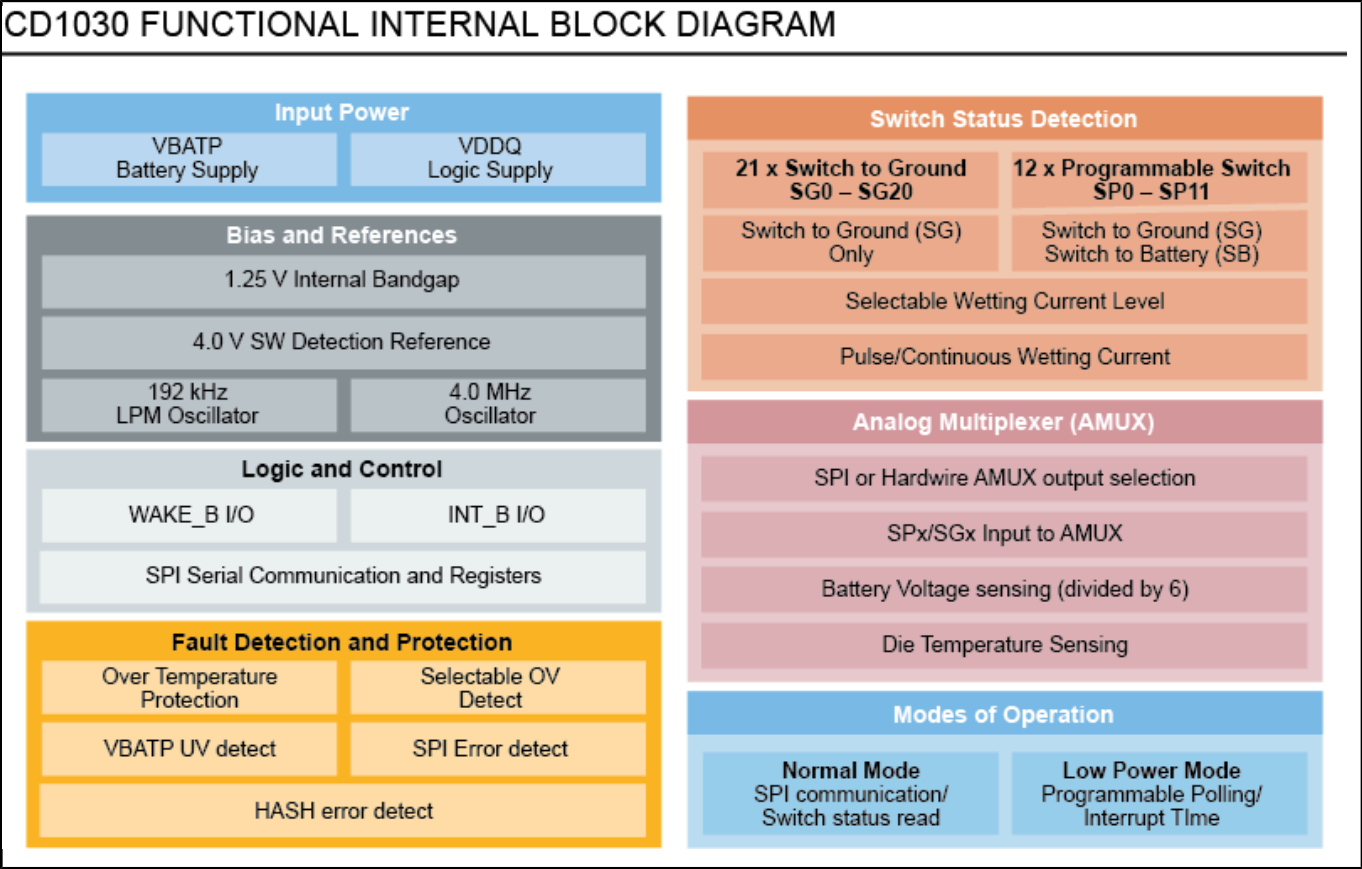 CD1030 FUNCTIONAL INTERNAL BLOCK DIAGRAM
Input Power
VBATP
Battery Supply
VDDQ
Logic Supply
Bias and References
1.25 V Internal Bandgap
4.0 V SW Detection Reference
192 kHz
LPM Oscillator
4.0 MHz
Oscillator
Logic and Control
WAKE_B I/O
INT_B I/O
SPI Serial Communication and Registers
Fault Detection and Protection
Over Temperature
Protection
Selectable OV
Detect
VBATP UV detect
SPI Error detect
HASH error detect
Switch Status Detection
21 x Switch to Ground
SG0 – SG20
12 x Programmable Switch
SP0 – SP11
Switch to Ground (SG)
Only
Switch to Ground (SG)
Switch to Battery (SB)
Selectable Wetting Current Level
Pulse/Continuous Wetting Current
Analog Multiplexer (AMUX)
SPI or Hardwire AMUX output selection
SPx/SGx Input to AMUX
Battery Voltage sensing (divided by 6)
Die Temperature Sensing
Modes of Operation
Normal Mode
SPI communication/
Switch status read
Low Power Mode
Programmable Polling/
Interrupt TIme